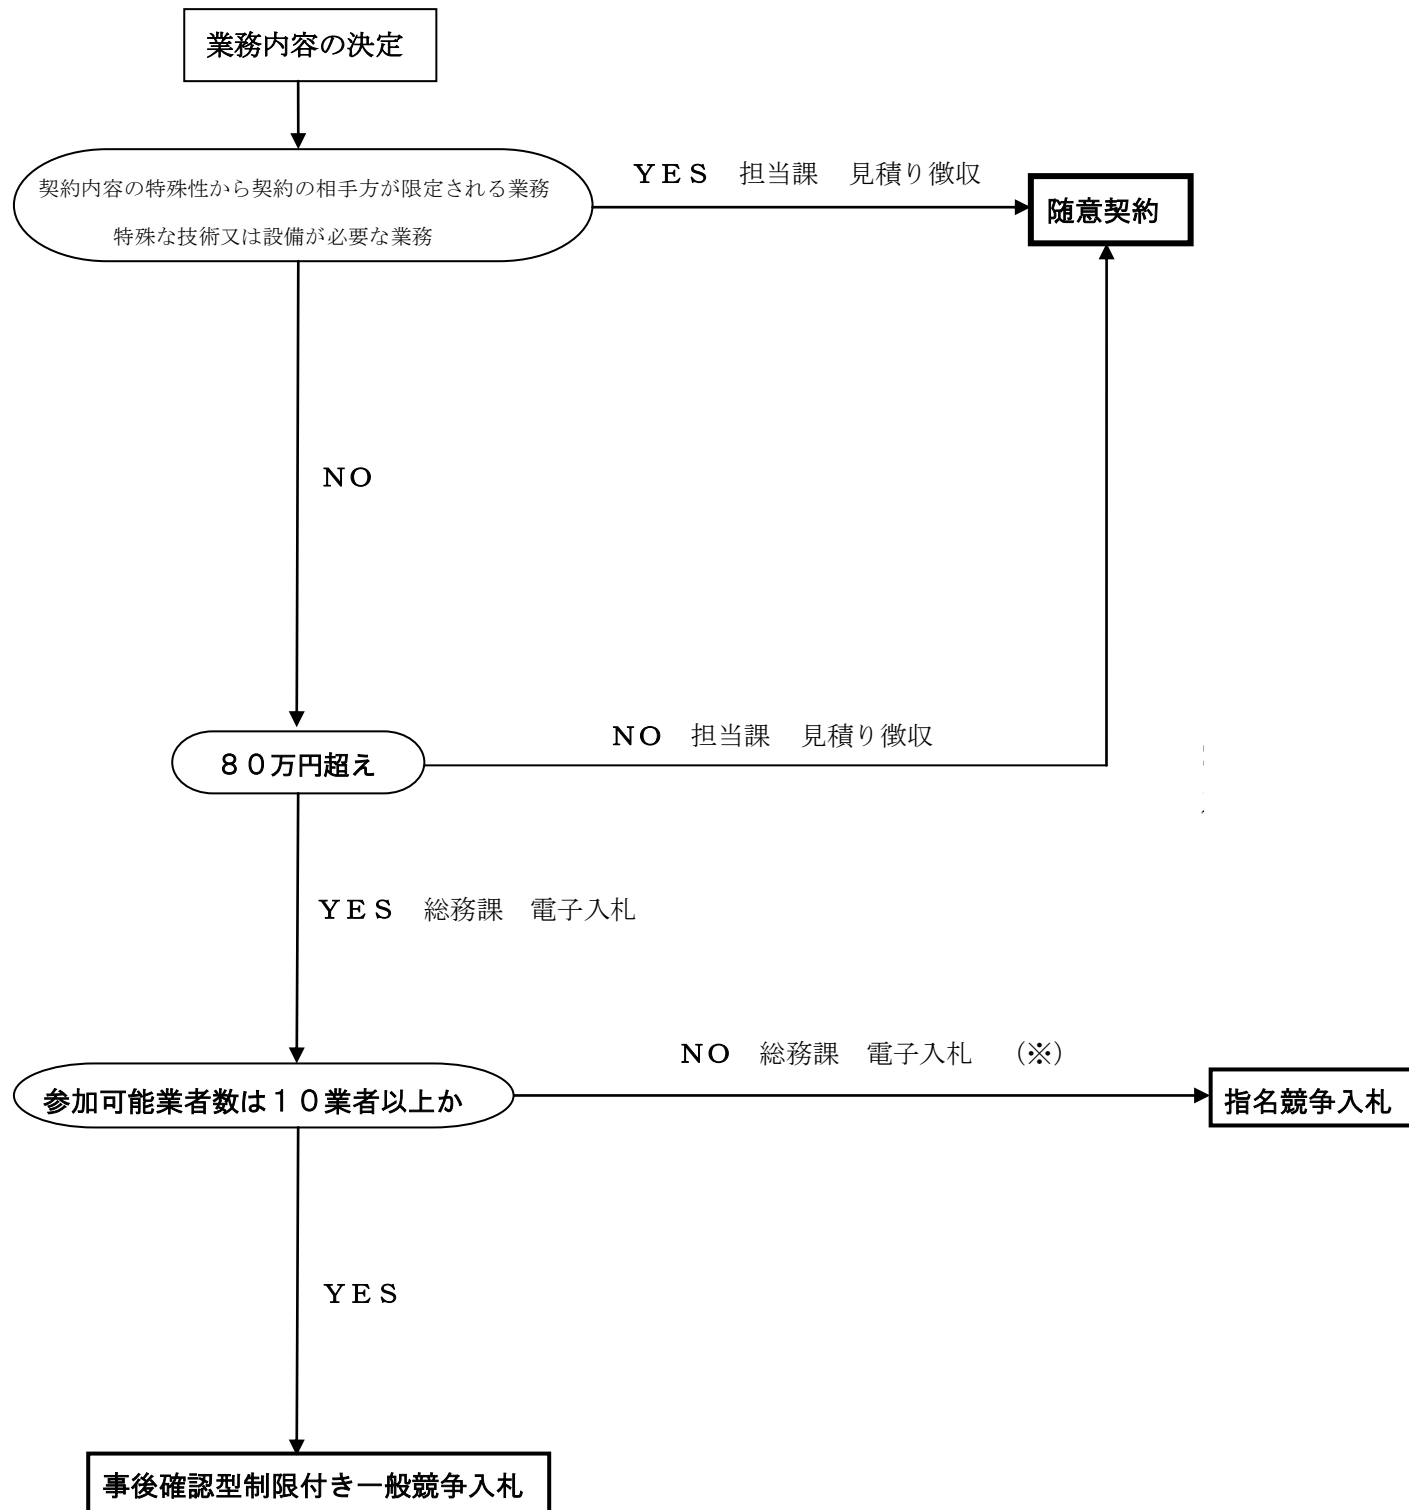 業務内容の決定
YES　担当課　見積り徴収
契約内容の特殊性から契約の相手方が限定される業務
特殊な技術又は設備が必要な業務
随意契約
NO
NO　担当課　見積り徴収
８０万円超え
YES　総務課　電子入札
NO　総務課　電子入札　（※）
参加可能業者数は１０業者以上か
指名競争入札
YES
事後確認型制限付き一般競争入札